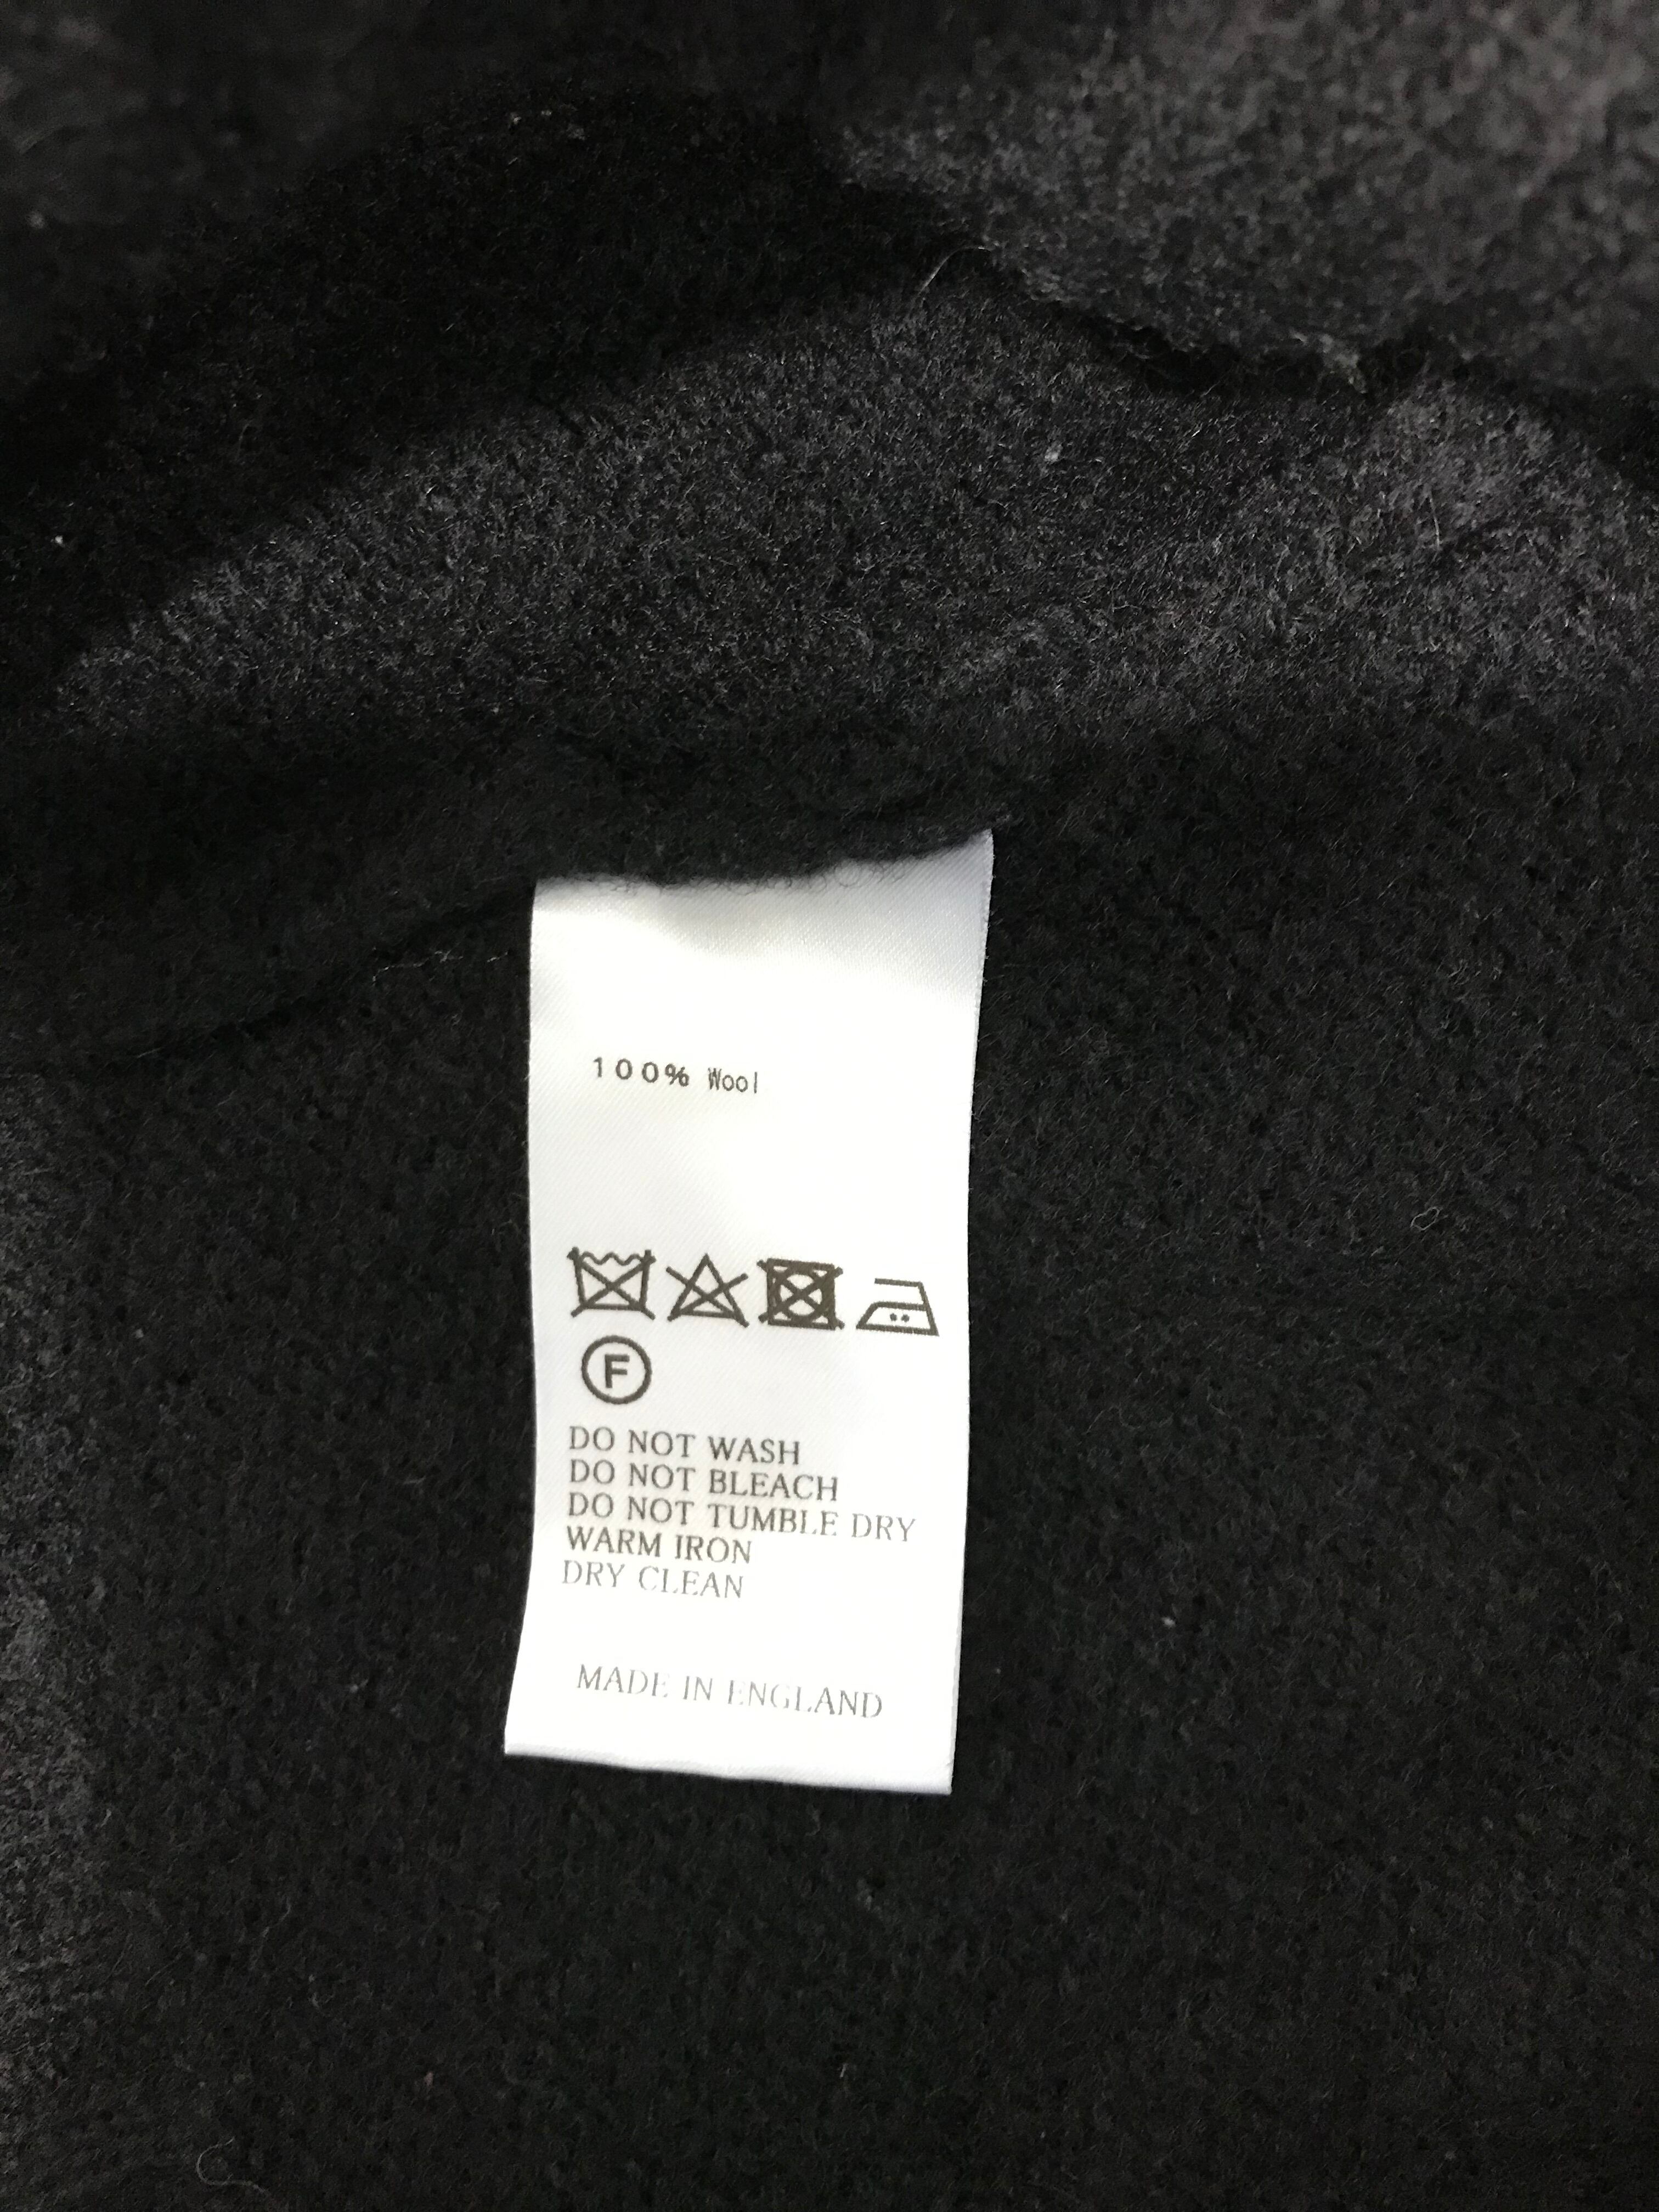 100% Wool
F
DO NOT WASH
DO NOT BLEACH
DO NOT TUMBLE DRY
WARM IRON
DRY CLEAN
MADE IN ENGLAND